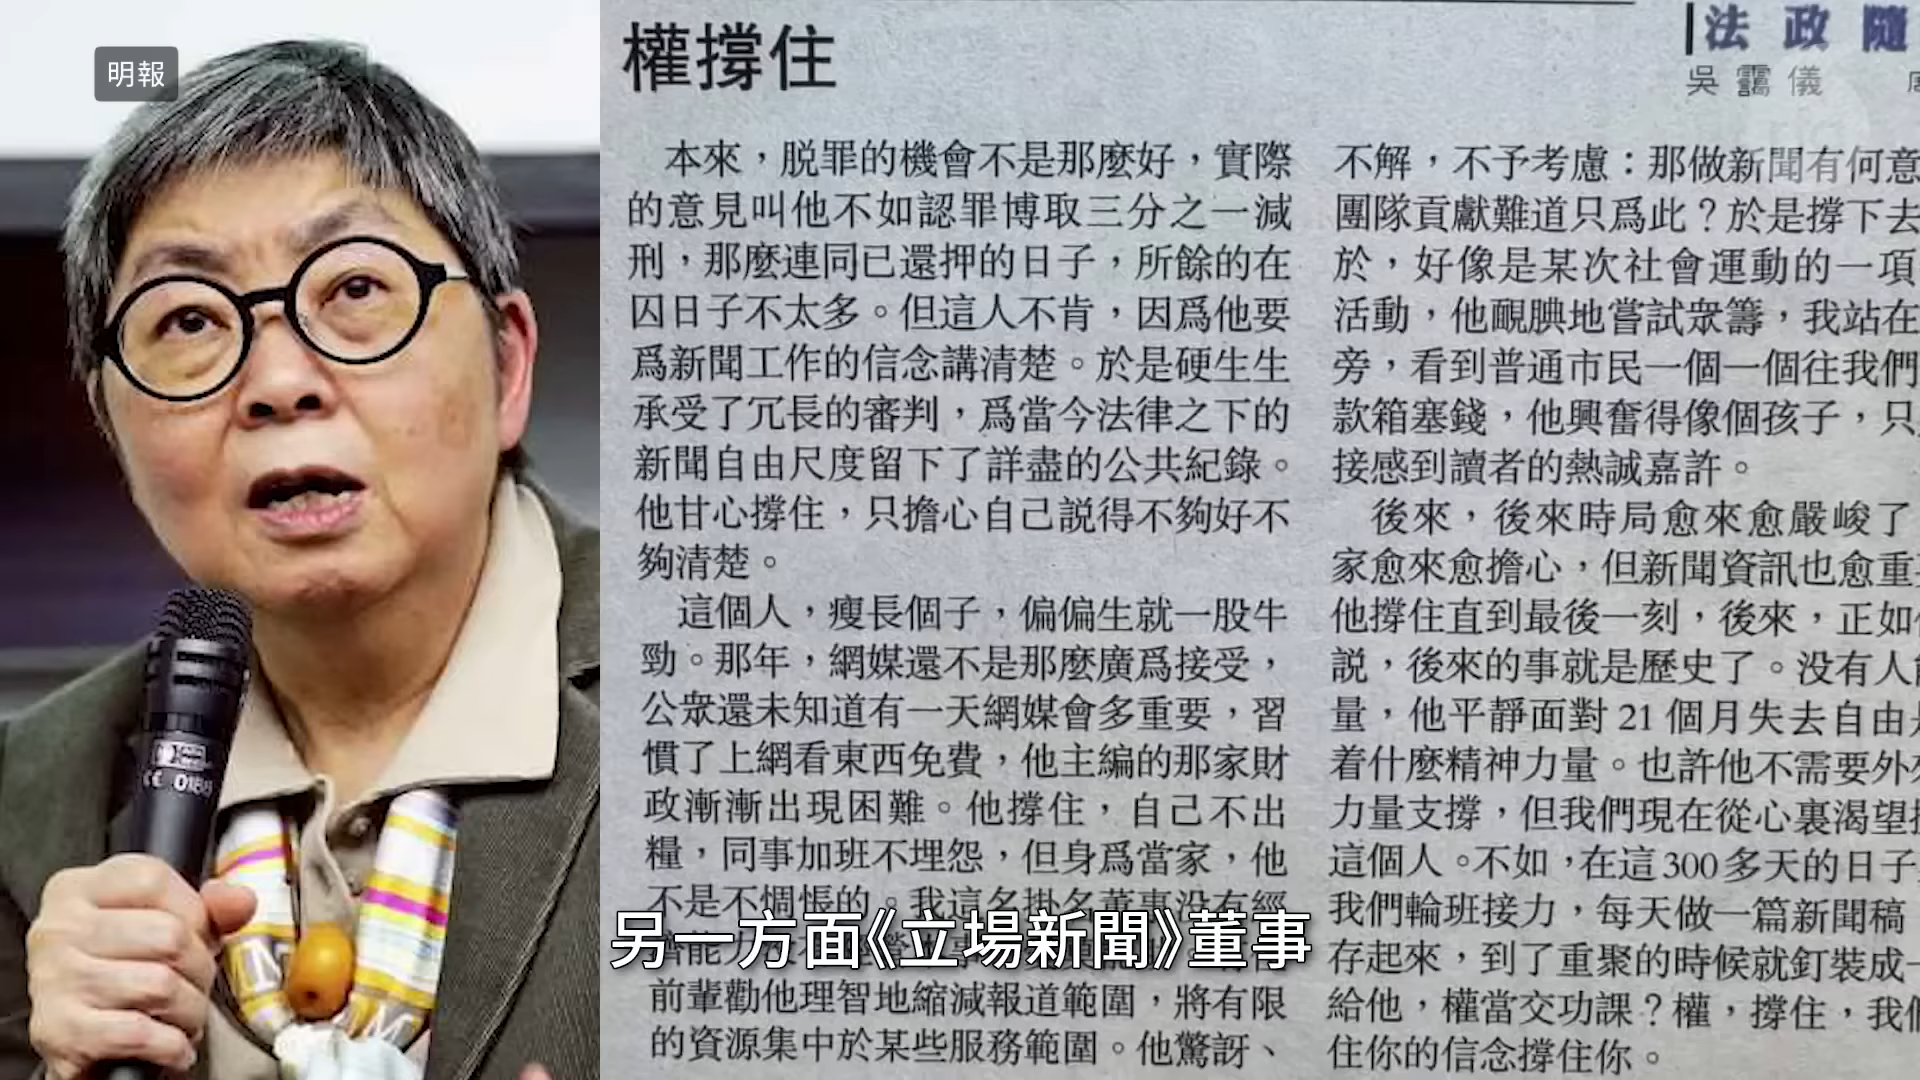 明報
權撐住
法政隨
吳靄儀
本來，脱罪的機會不是那麼好，實際
的意見叫他不如認罪博取三分之一減
刑，那麼連同已還押的日子，所餘的在
囚日子不太多。但這人不肯，因爲他要
爲新聞工作的信念講清楚。於是硬生生
承受了冗長的審判，爲當今法律之下的
新聞自由尺度留下了詳盡的公共紀錄。
他甘心撐住，只擔心自己説得不夠好不
夠清楚。
這個人，瘦長個子，偏偏生就一股牛
勁。那年，網媒還不是那麼廣爲接受，
公眾還未知道有一天網媒會多重要，習
慣了上網看東西免費，他主編的那家財
政漸漸出現困難。他撐住，自己不出
糧，同事加班不埋怨，但身爲當家，他
不是不惆悵的。我這名掛名董事没有經
前輩勸他理智地縮減報道範圍，將有限
的資源集中於某些服務範圍。他驚訝、
不解，不予考慮：那做新聞有何意
團隊貢獻難道只爲此？於是撐下去
於，好像是某次社會運動的一項
活動，他靦腆地嘗試眾籌，我站在
旁，看到普通市民一個一個往我們
款箱塞錢，他興奮得像個孩子，只
接感到讀者的熱誠嘉許。
後來，後來時局愈來愈嚴峻了
家愈來愈擔心，但新聞資訊也愈重
他撐住直到最後一刻，後來，正如
説，後來的事就是歷史了。没有人
量，他平靜面對21個月失去自由
着什麼精神力量。也許他不需要外
力量支撐，但我們現在從心裏渴望
這個人。不如，在這300多天的日子
我們輪班接力，每天做一篇新聞稿
存起來，到了重聚的時候就釘裝成
給他，權當交功課？權，撐住，我
住你的信念撐住你。
另一方面《立場新聞》董事